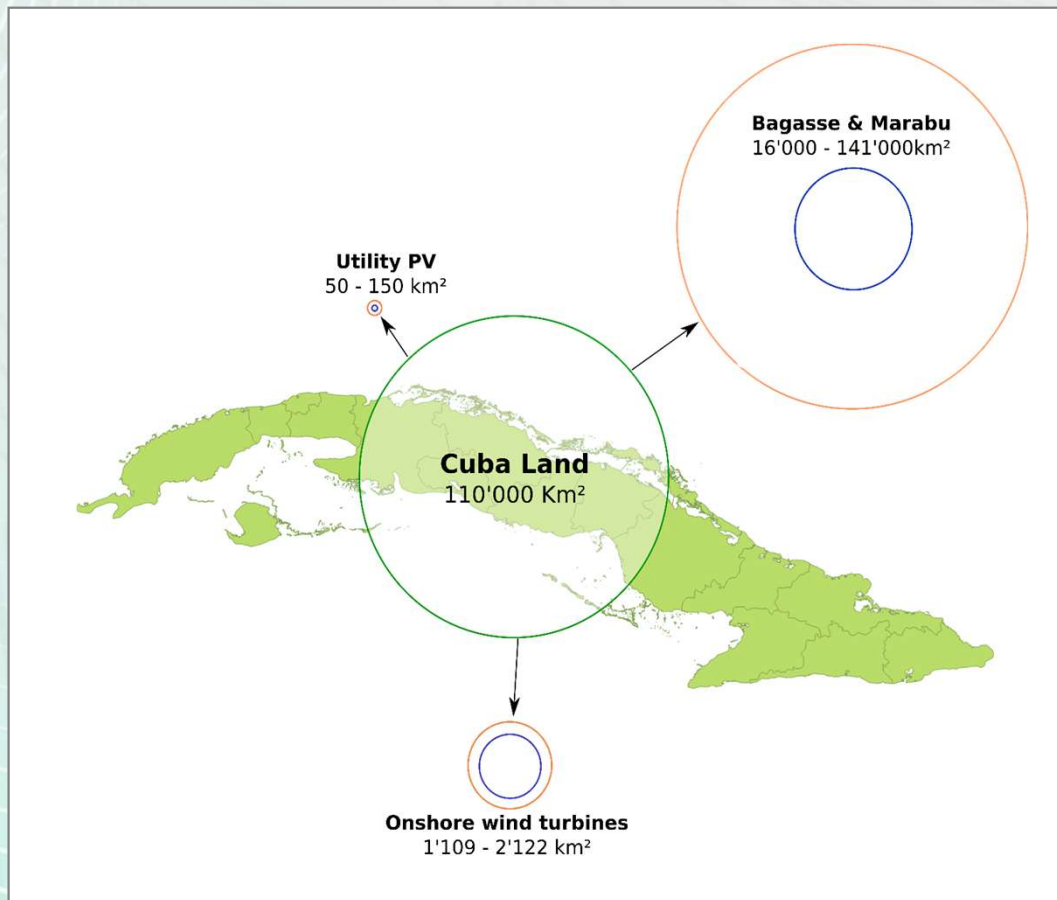 Bagasse & Marabu
16'000 - 141'000km²
Utility PV
50 - 150 km²
Cuba Land
110'000 Km²
Onshore wind turbines
1'109 - 2'122 km²